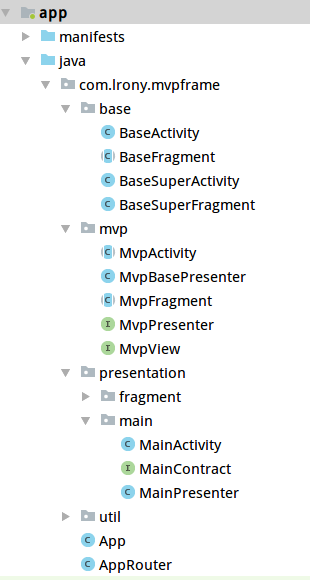 app
manifests
java
com.lrony.mvpframe
base
BaseActivity
BaseFragment
BaseSuperActivity
BaseSuperFragment
mvp
MvpActivity
MvpBasePresenter
MvpFragment
MvpPresenter
MvpView
presentation
fragment
main
MainActivity
MainContract
MainPresenter
util
App
AppRouter